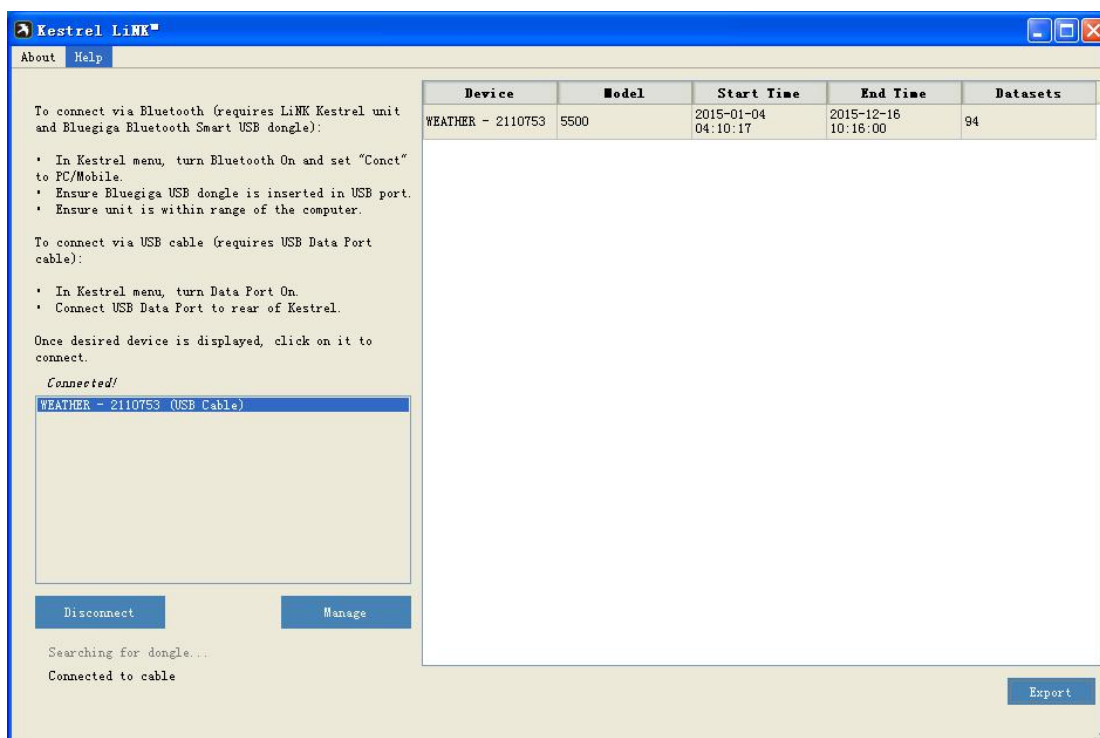 Kestrel LiNK™
About Help
To connect via Bluetooth (requires LiNK Kestrel unit
and Bluegiga Bluetooth Smart USB dongle):
• In Kestrel menu, turn Bluetooth On and set "Conct"
to PC/Mobile.
• Ensure Bluegiga USB dongle is inserted in USB port.
• Ensure unit is within range of the computer.
To connect via USB cable (requires USB Data Port
cable):
• In Kestrel menu, turn Data Port On.
• Connect USB Data Port to rear of Kestrel.
Once desired device is displayed, click on it to
connect.
Connected!
WEATHER - 2110753 (USB Cable)
Disconnect Manage
Searching for dongle...
Connected to cable
Device Model Start Time End Time Datasets
WEATHER - 2110753 5500 2015-01-04 04:10:17 2015-12-16 10:16:00 94
Export